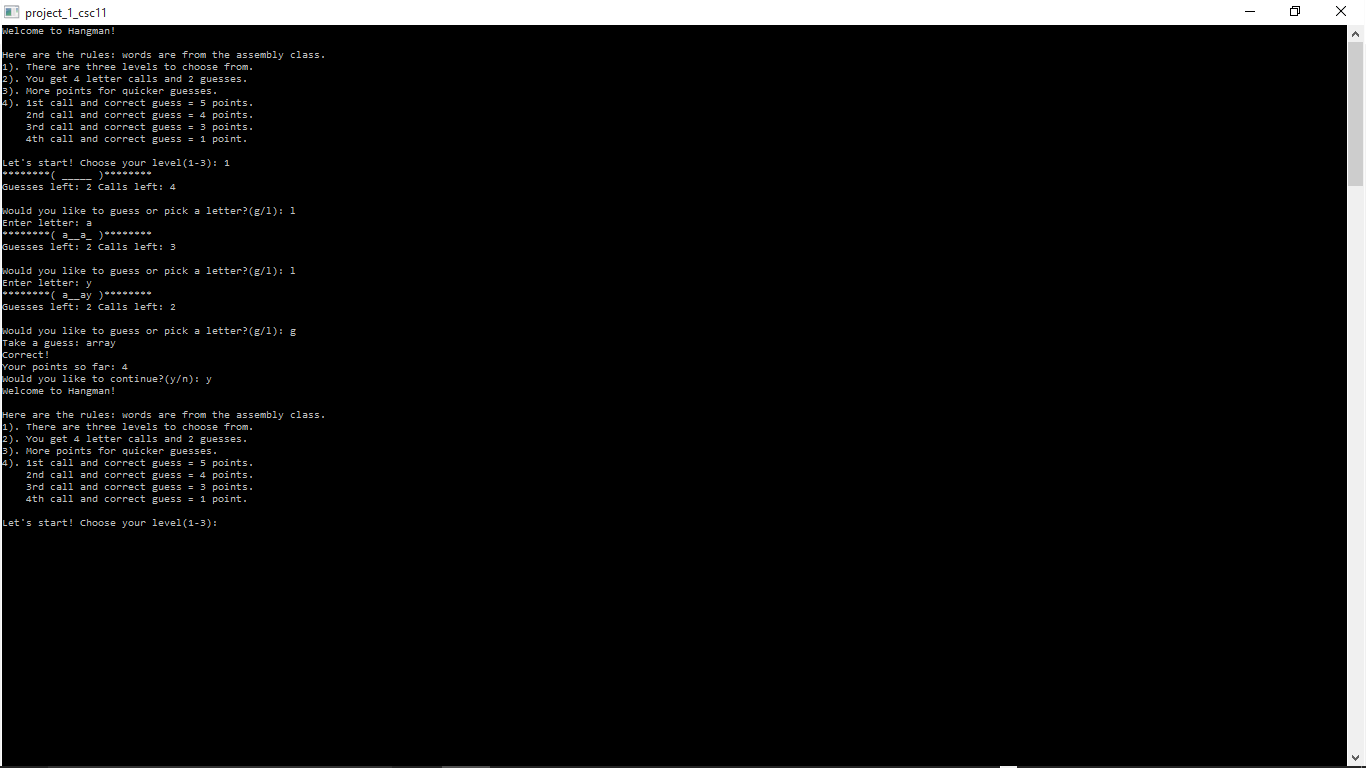 project_1_csc11
Welcome to Hangman!
Here are the rules: words are from the assembly class.
1). There are three levels to choose from.
2). You get 4 letter calls and 2 guesses.
3). More points for quicker guesses.
4). 1st call and correct guess = 5 points.
2nd call and correct guess = 4 points.
3rd call and correct guess = 3 points.
4th call and correct guess = 1 point.
Let's start! Choose your level(1-3): 1
********( _____ )********
Guesses left: 2 Calls left: 4
Would you like to guess or pick a letter?(g/l): l
Enter letter: a
********( a__a_ )********
Guesses left: 2 Calls left: 3
Would you like to guess or pick a letter?(g/l): l
Enter letter: y
********( a__ay )********
Guesses left: 2 Calls left: 2
Would you like to guess or pick a letter?(g/l): g
Take a guess: array
Correct!
Your points so far: 4
Would you like to continue?(y/n): y
Welcome to Hangman!
Here are the rules: words are from the assembly class.
1). There are three levels to choose from.
2). You get 4 letter calls and 2 guesses.
3). More points for quicker guesses.
4). 1st call and correct guess = 5 points.
2nd call and correct guess = 4 points.
3rd call and correct guess = 3 points.
4th call and correct guess = 1 point.
Let's start! Choose your level(1-3):